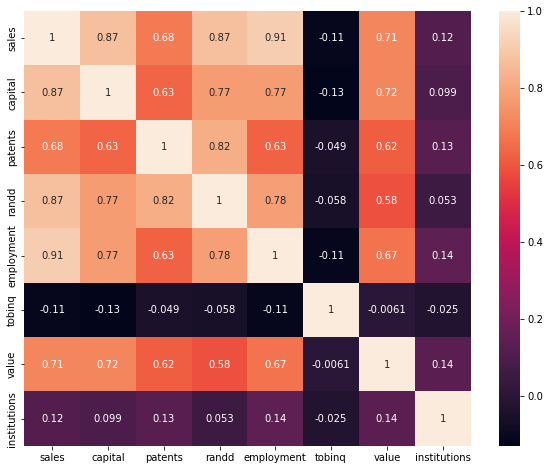 sales 1 0.87 0.68 0.87 0.91 -0.11 0.71 0.12
capital 0.87 1 0.63 0.77 0.77 -0.13 0.72 0.099
patents 0.68 0.63 1 0.82 0.63 -0.049 0.62 0.13
randd 0.87 0.77 0.82 1 0.78 -0.058 0.58 0.053
employment 0.91 0.77 0.63 0.78 1 -0.11 0.67 0.14
tobinq -0.11 -0.13 -0.049 -0.058 -0.11 1 -0.0061 -0.025
value 0.71 0.72 0.62 0.58 0.67 -0.0061 1 0.14
institutions 0.12 0.099 0.13 0.053 0.14 -0.025 0.14 1
sales capital patents randd employment tobinq value institutions
1.0
0.8
0.6
0.4
0.2
0.0